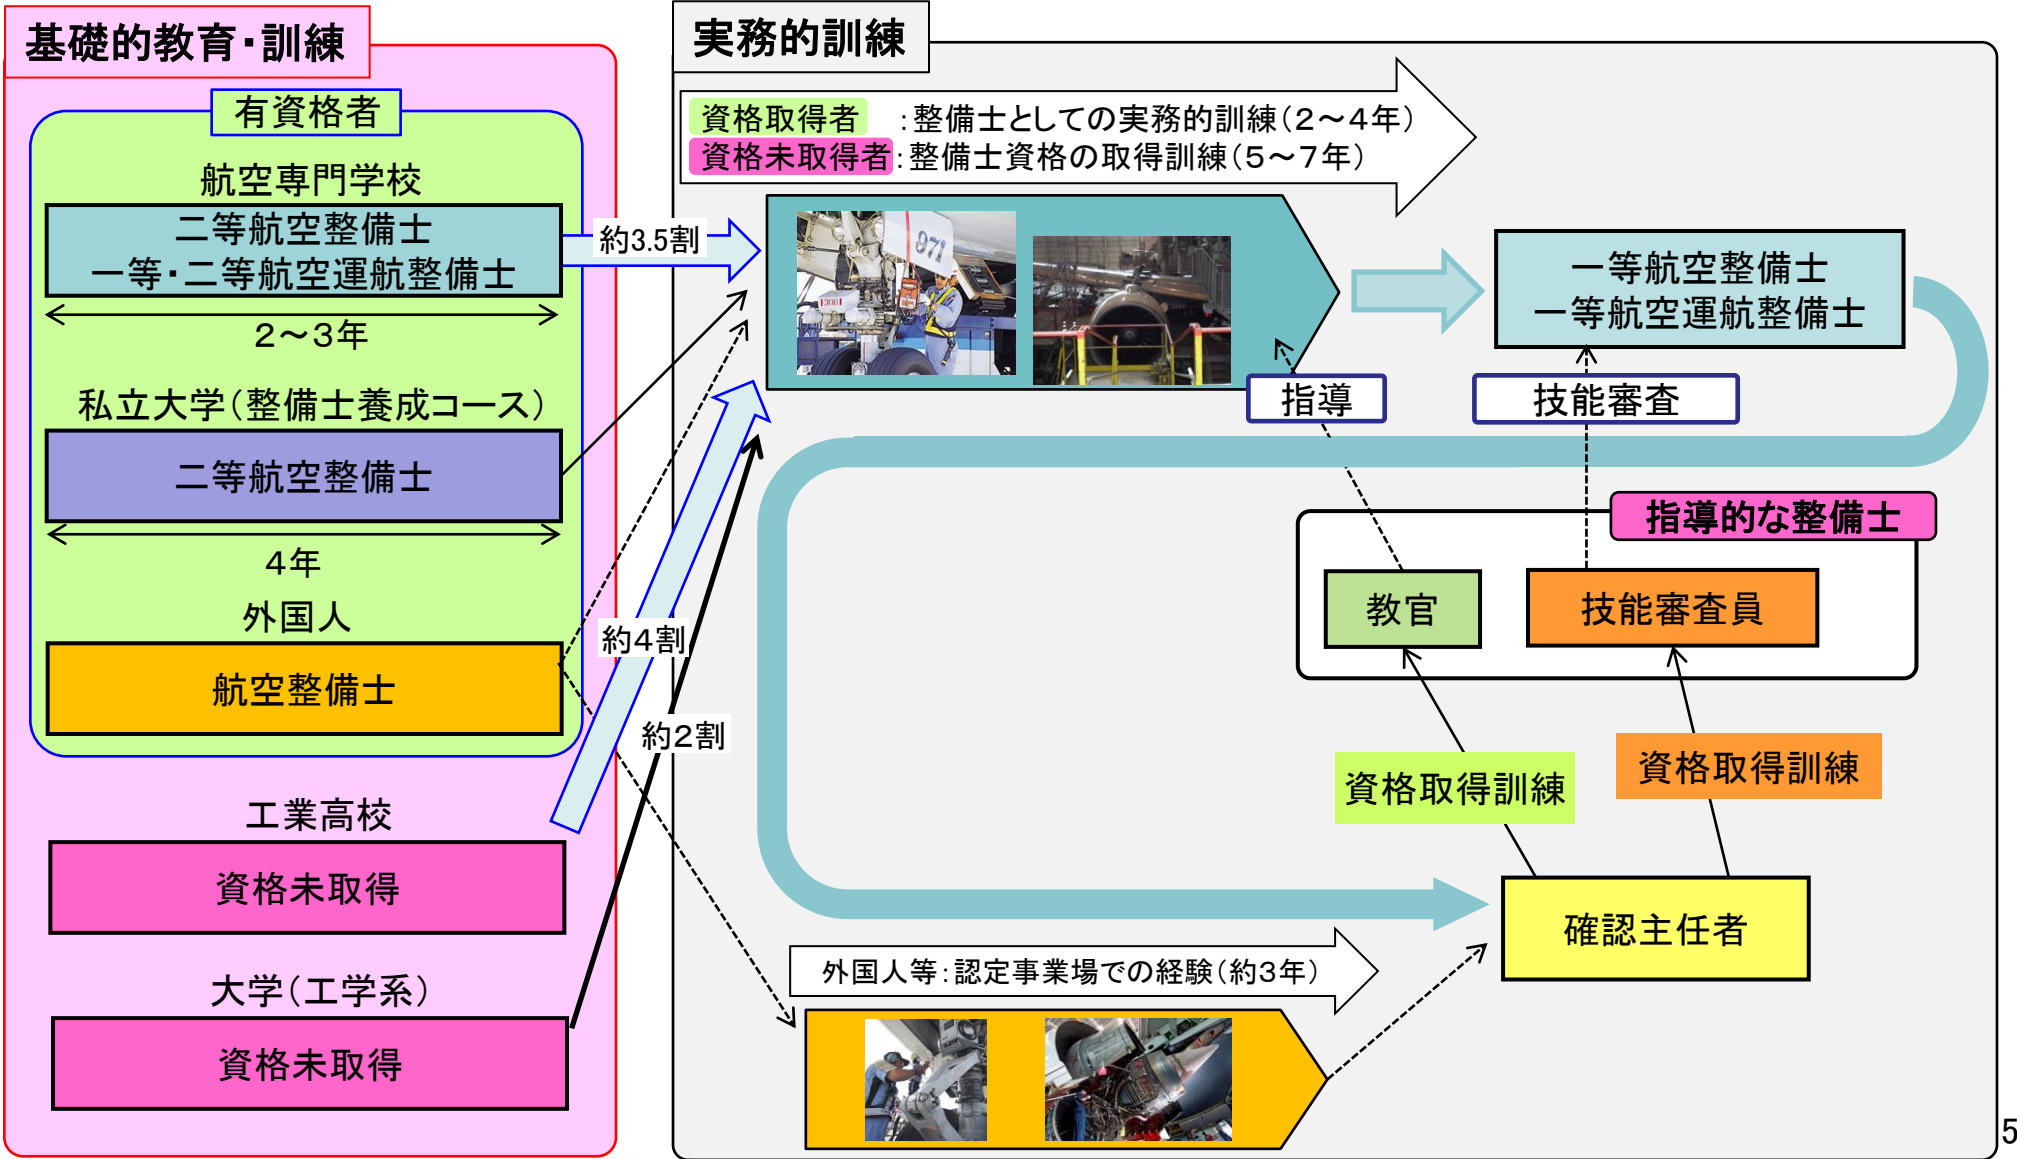 基礎的教育・訓練
有資格者
航空専門学校
二等航空整備士
一等・二等航空運航整備士
2～3年
私立大学（整備士養成コース）
二等航空整備士
4年
外国人
航空整備士
工業高校
資格未取得
大学（工学系）
資格未取得
約3.5割
約4割
約2割
実務的訓練
資格取得者　：整備士としての実務的訓練（2～4年）
資格未取得者：整備士資格の取得訓練（5～7年）
971
一等航空整備士
一等航空運航整備士
指導
技能審査
指導的な整備士
教官
技能審査員
資格取得訓練
資格取得訓練
確認主任者
外国人等：認定事業場での経験（約3年）
5